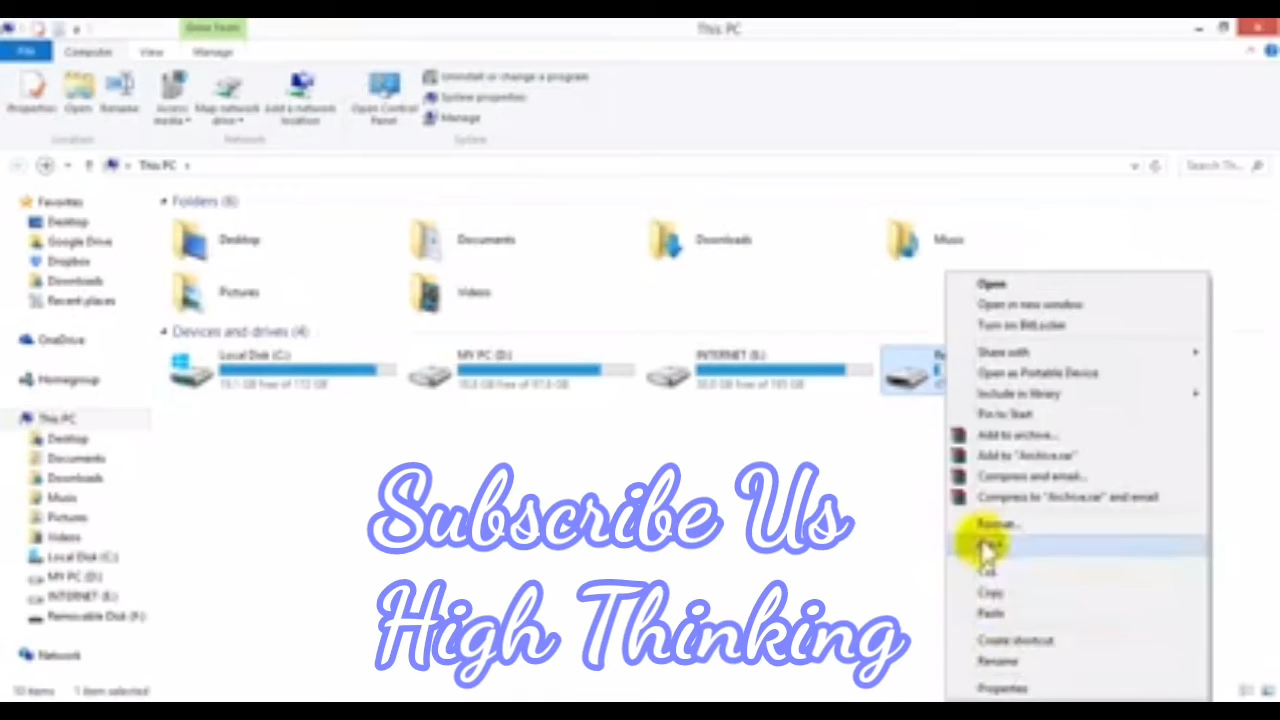 This PC
File
Computer
View
Manage
Properties
Open
Rename
Access media
Map network drive
Add a network location
Open Control Panel
Uninstall or change a program
System properties
Manage
Location
Network
System
This PC
Search Th...
Favorites
Desktop
Google Drive
Dropbox
Downloads
Recent places
OneDrive
Homegroup
This PC
Desktop
Documents
Downloads
Music
Pictures
Videos
Local Disk (C:)
MY PC (D:)
INTERNET (E:)
Removable Disk (F:)
Network
Folders (6)
Desktop
Documents
Downloads
Music
Pictures
Videos
Devices and drives (4)
Local Disk (C:)
MY PC (D:)
INTERNET (E:)
Open
Open in new window
Turn on BitLocker
Share with
Open as Portable Device
Include in library
Pin to Start
Add to archive...
Add to "Archive.rar"
Compress and email...
Compress to "Archive.rar" and email
Format...
Cut
Copy
Paste
Create shortcut
Rename
Properties
Subscribe Us
High Thinking
10 items
1 item selected